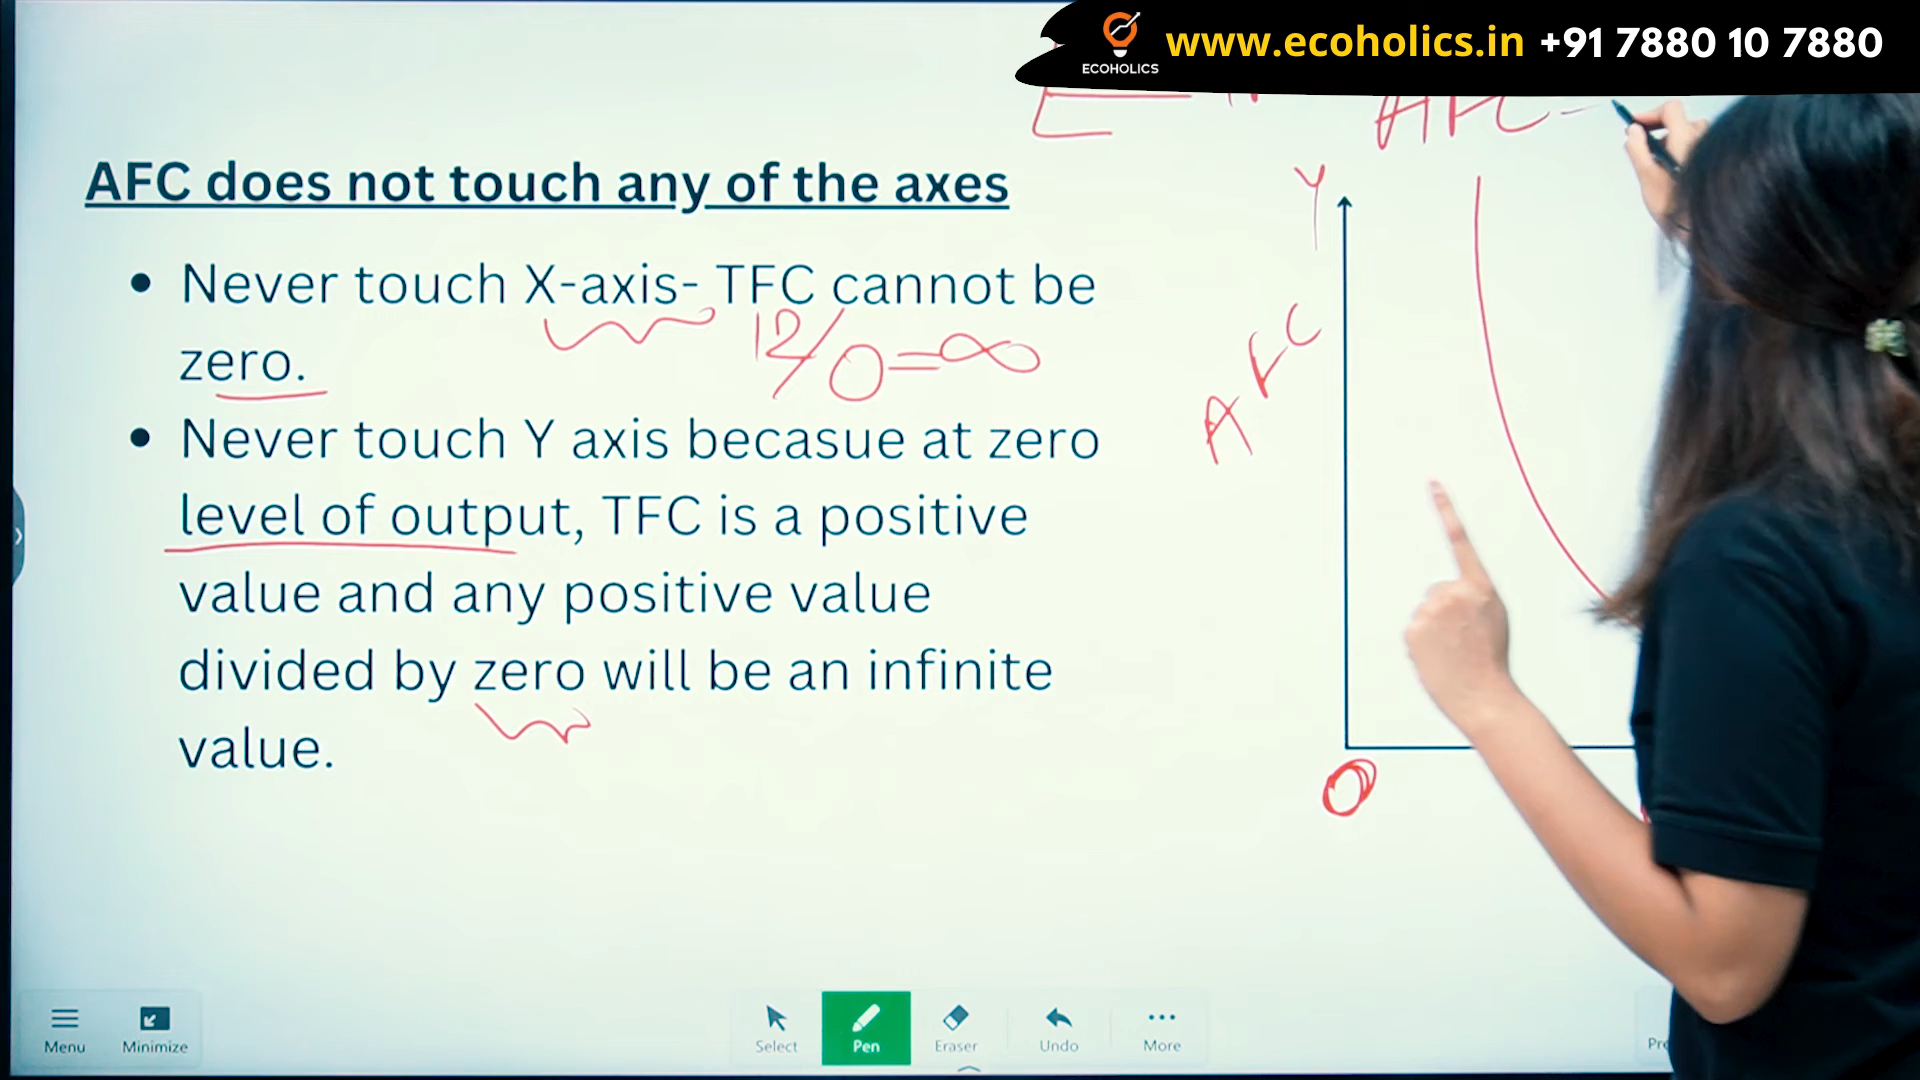 www.ecoholics.in +91 7880 10 7880
ECOHOLICS
AFC-
AFC does not touch any of the axes
Y
• Never touch X-axis- TFC cannot be
zero.
12/0=∞
AFC
• Never touch Y axis becasue at zero
level of output, TFC is a positive
value and any positive value
divided by zero will be an infinite
value.
O
Menu
Minimize
Select
Pen
Eraser
Undo
More